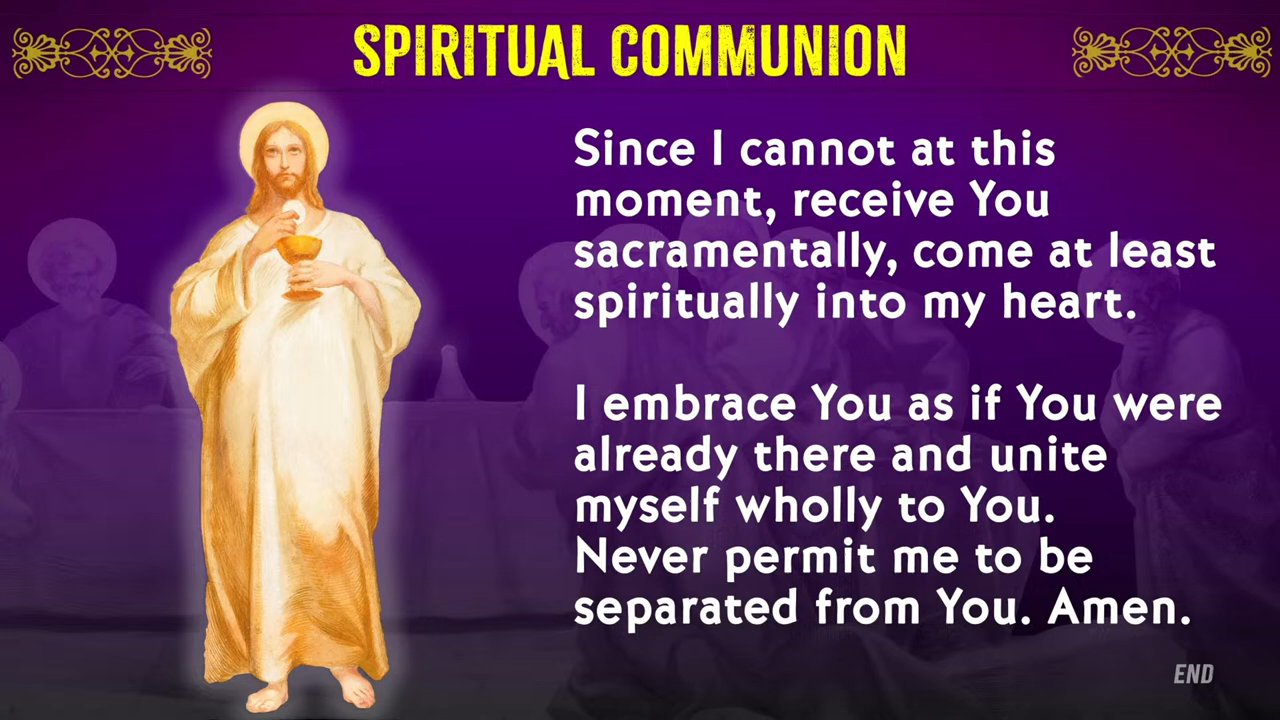 SPIRITUAL COMMUNION
Since I cannot at this
moment, receive You
sacramentally, come at least
spiritually into my heart.
I embrace You as if You were
already there and unite
myself wholly to You.
Never permit me to be
separated from You. Amen.
END